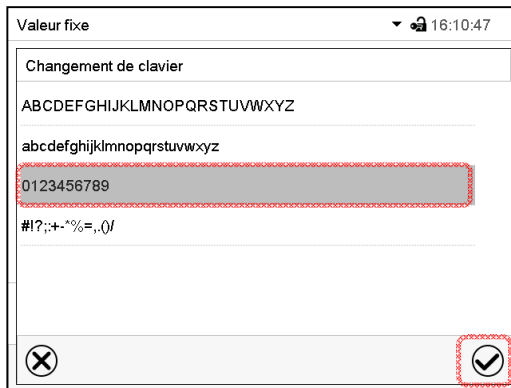 Valeur fixe 16:10:47
Changement de clavier
ABCDEFGHIJKLMNOPQRSTUVWXYZ
abcdefghijklmnopqrstuvwxyz
0123456789
#!?;:+-*%=,.()/